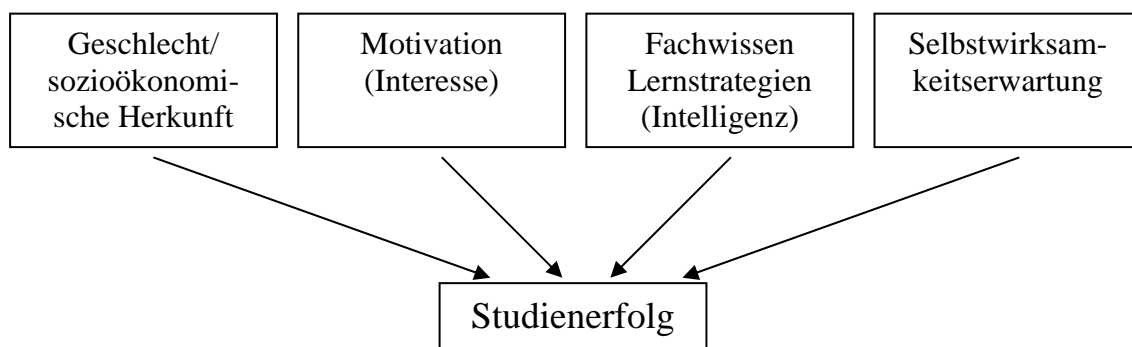 Geschlecht/
sozioökonomi-
sche Herkunft
Motivation
(Interesse)
Fachwissen
Lernstrategien
(Intelligenz)
Selbstwirksam-
keitserwartung
Studienerfolg